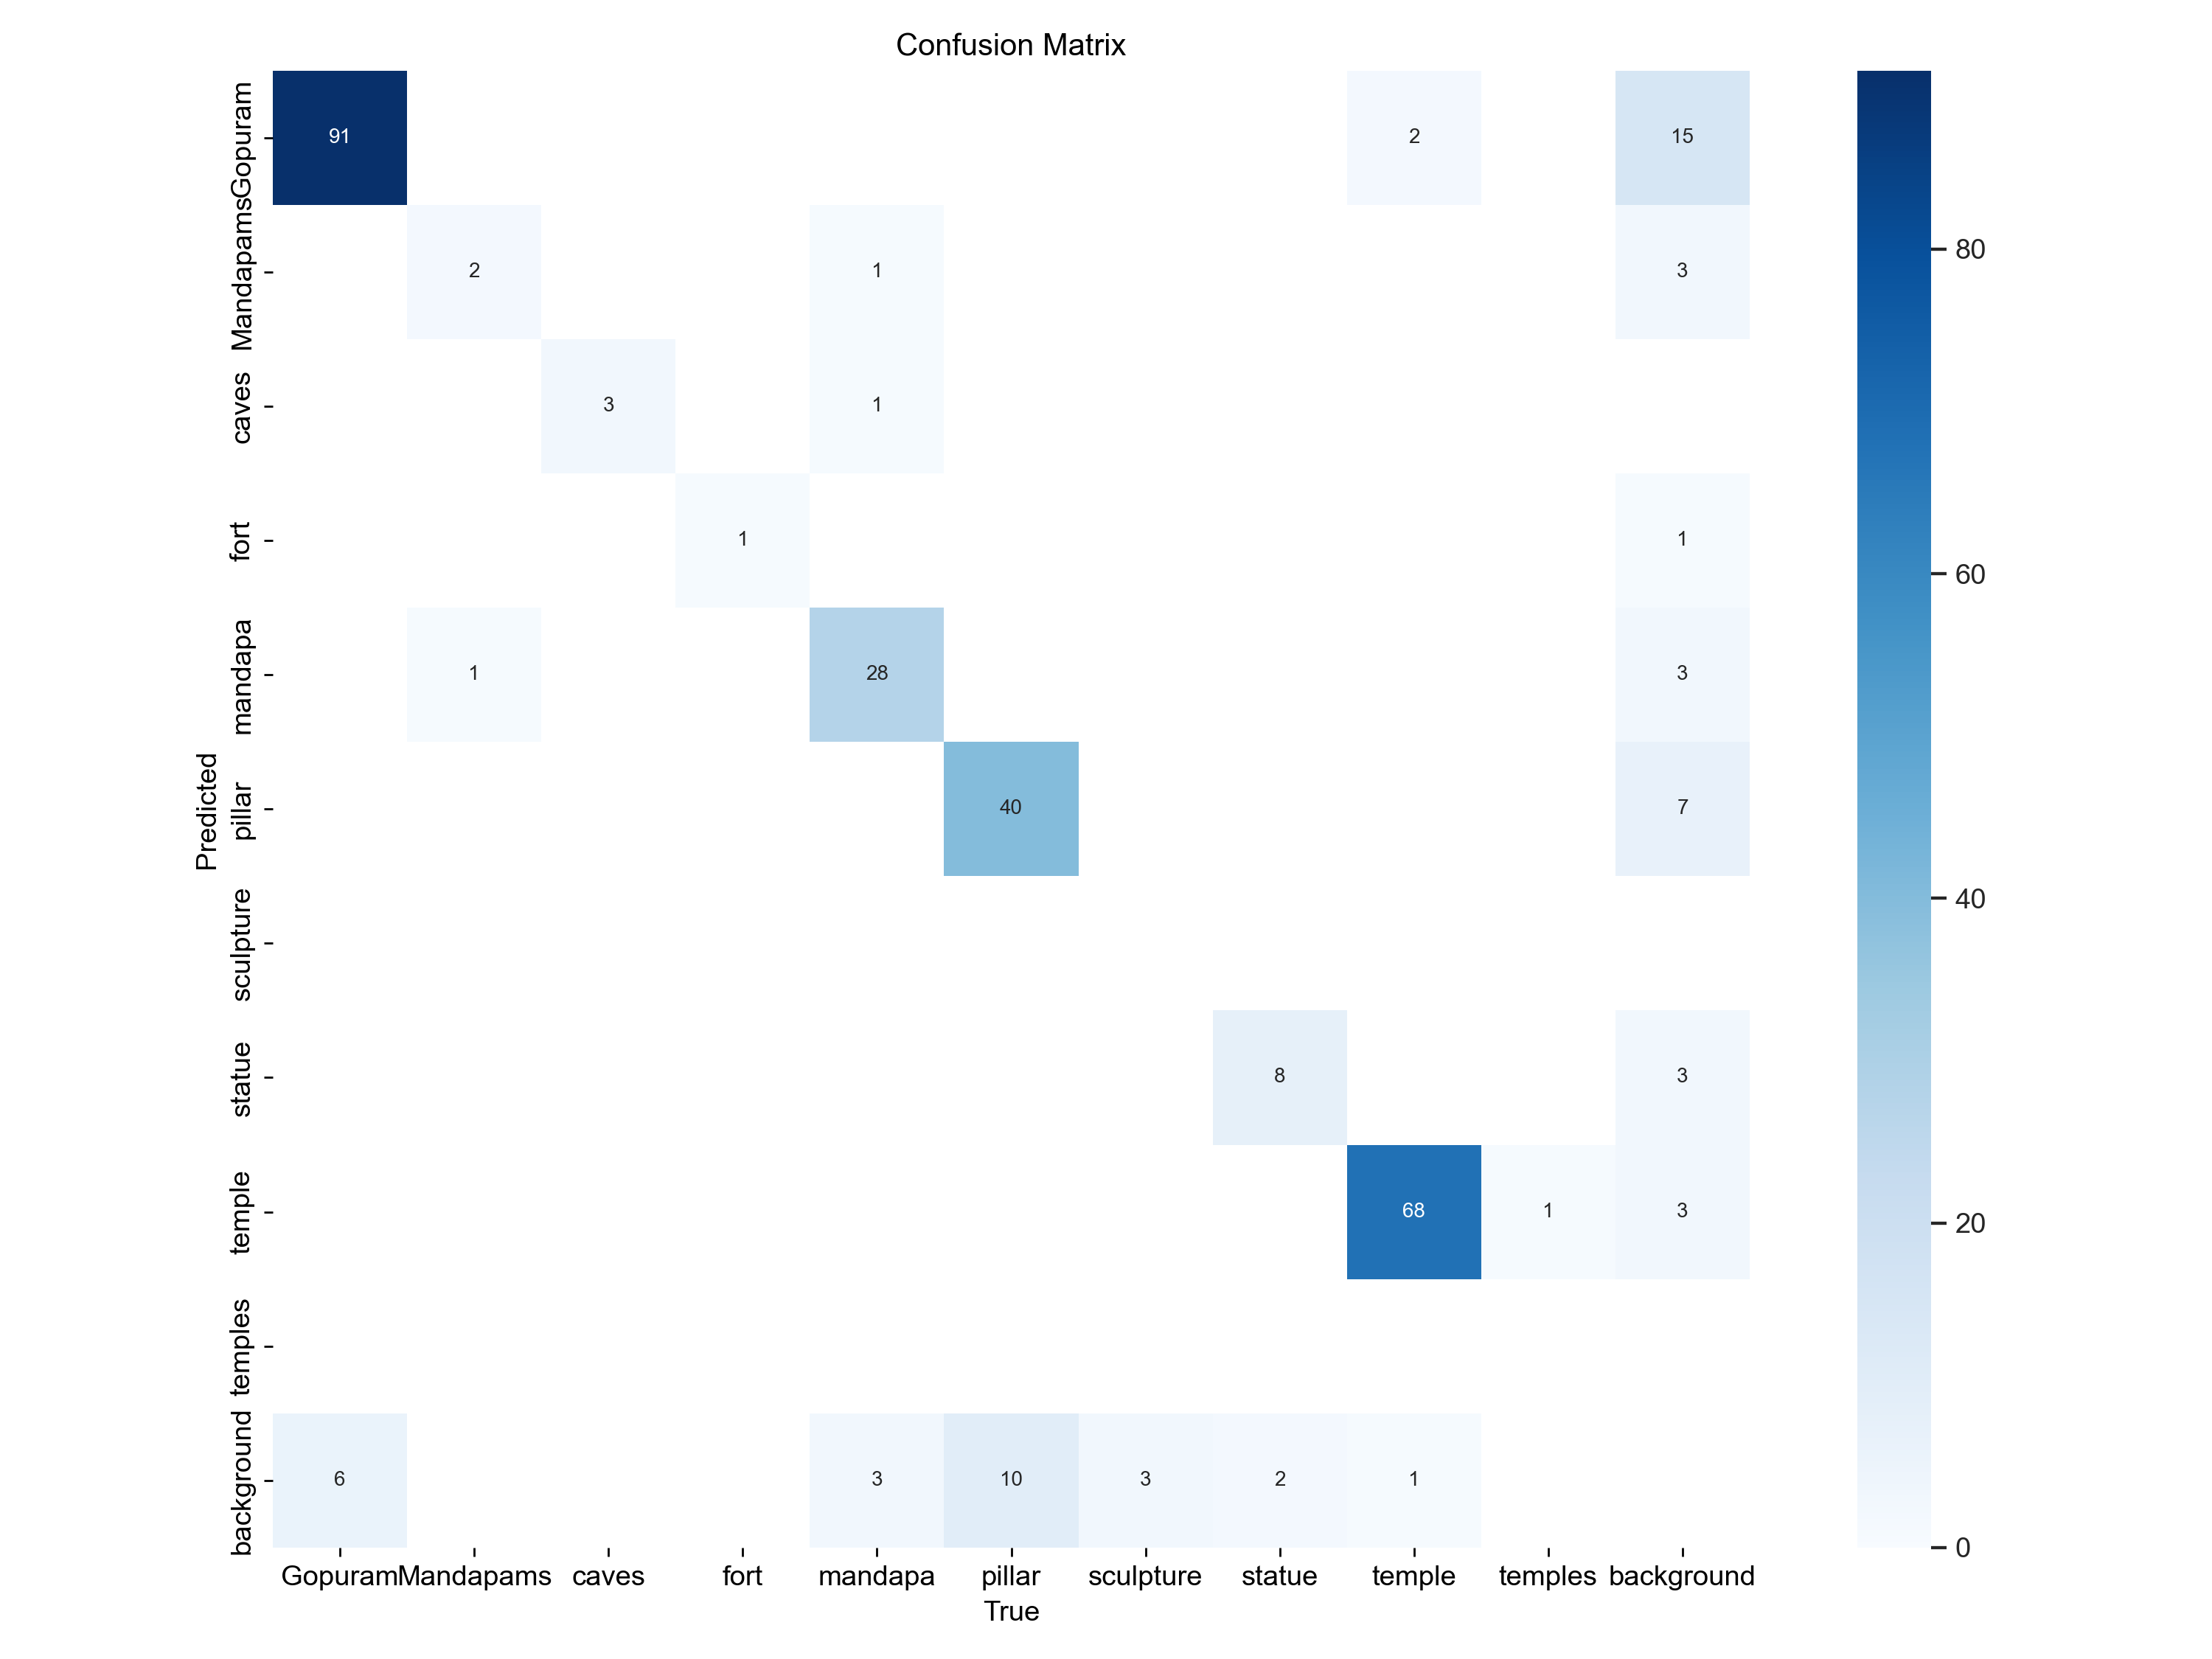 Confusion Matrix
Gopuram 91 2 15
Mandapams 2 1 3
80
caves 3 1
fort 1 1
60
mandapa 1 28 3
Predicted
pillar 40 7
40
sculpture
statue 8 3
temple 68 1 3
20
temples
background 6 3 10 3 2 1
0
Gopuram Mandapams caves fort mandapa pillar sculpture statue temple temples background
True